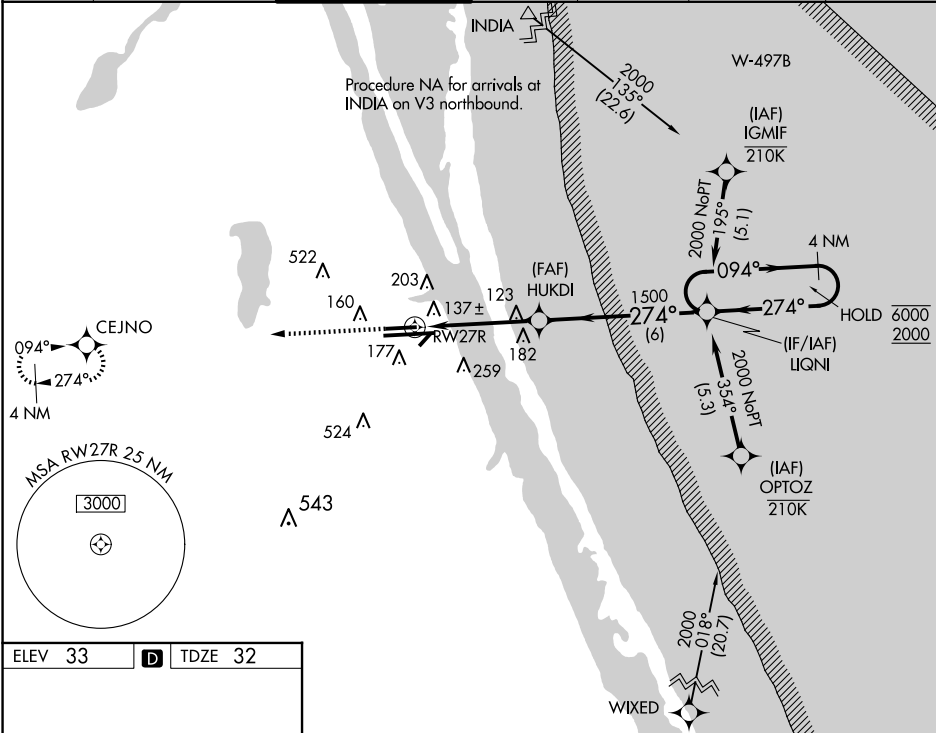 INDIA
W-497B
Procedure NA for arrivals at
INDIA on V3 northbound.
2000
135°
(22.6)
(IAF)
IGMIF
210K
2000 NoPT
195°
(5.1)
4 NM
094°
522
203
(FAF)
HUKDI
160
137 ±
123
1500
274°
(6)
274°
HOLD
6000
2000
CEJNO
RW27R
(IF/IAF)
LIQNI
094°
177
182
259
274°
2000 NoPT
354°
(5.3)
4 NM
524
(IAF)
OPTOZ
210K
MSA RW27R 25 NM
3000
543
2000
018°
(20.7)
ELEV 33
D
TDZE 32
WIXED